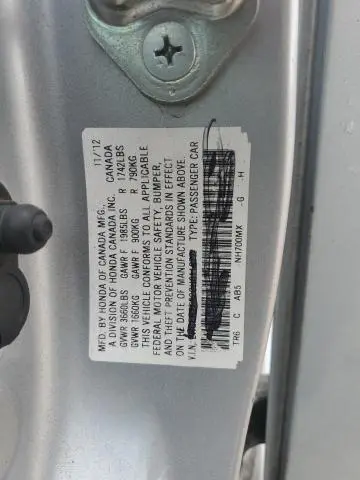 MFD. BY HONDA OF CANADA MFG., 11/12
A DIVISION OF HONDA CANADA INC. CANADA
GVWR 3660LBS GAWR F 1985LBS R 1742LBS
GVWR 1660KG GAWR F 900KG R 790KG
THIS VEHICLE CONFORMS TO ALL APPLICABLE
FEDERAL MOTOR VEHICLE SAFETY, BUMPER,
AND THEFT PREVENTION STANDARDS IN EFFECT
ON THE DATE OF MANUFACTURE SHOWN ABOVE.
V.I.N. TYPE: PASSENGER CAR
TR6 C AB5 NH700MX -G -H